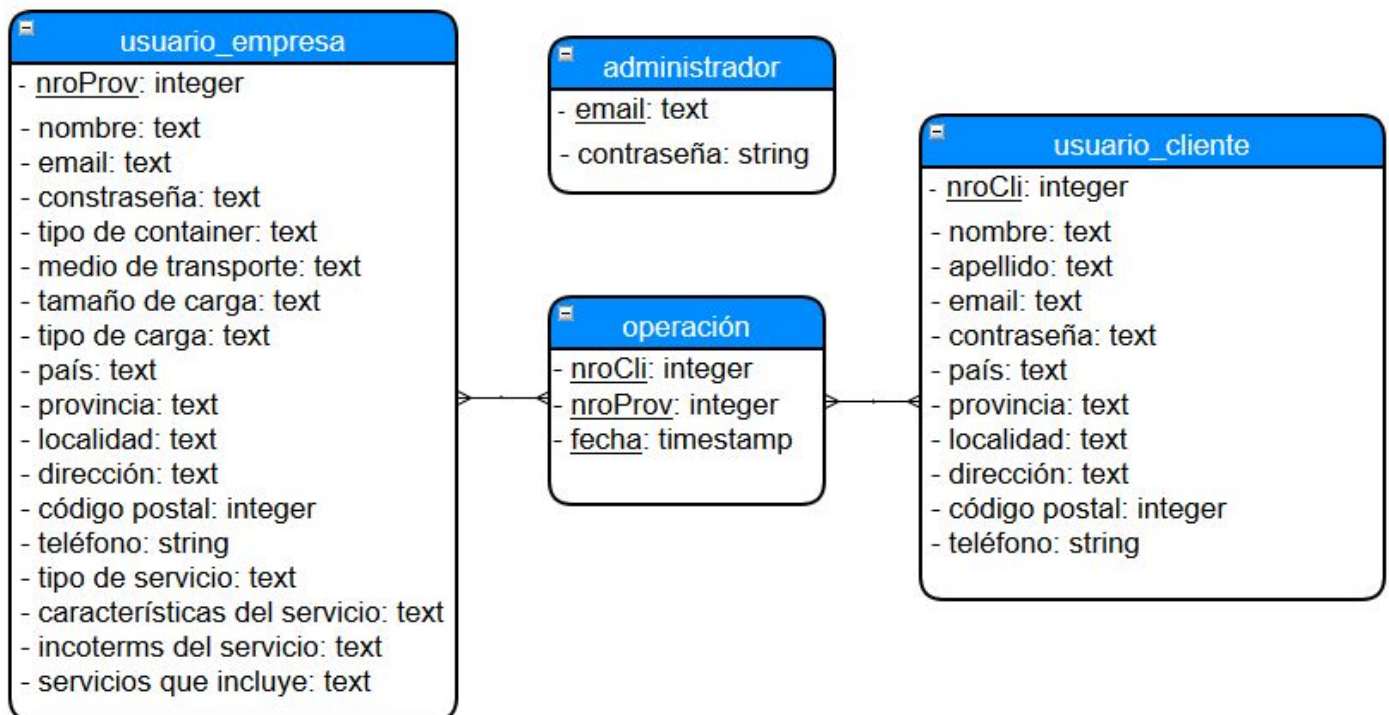 usuario_empresa
- nroProv: integer
- nombre: text
- email: text
- constraseña: text
- tipo de container: text
- medio de transporte: text
- tamaño de carga: text
- tipo de carga: text
- país: text
- provincia: text
- localidad: text
- dirección: text
- código postal: integer
- teléfono: string
- tipo de servicio: text
- características del servicio: text
- incoterms del servicio: text
- servicios que incluye: text
administrador
- email: text
- contraseña: string
operación
- nroCli: integer
- nroProv: integer
- fecha: timestamp
usuario_cliente
- nroCli: integer
- nombre: text
- apellido: text
- email: text
- contraseña: text
- país: text
- provincia: text
- localidad: text
- dirección: text
- código postal: integer
- teléfono: string